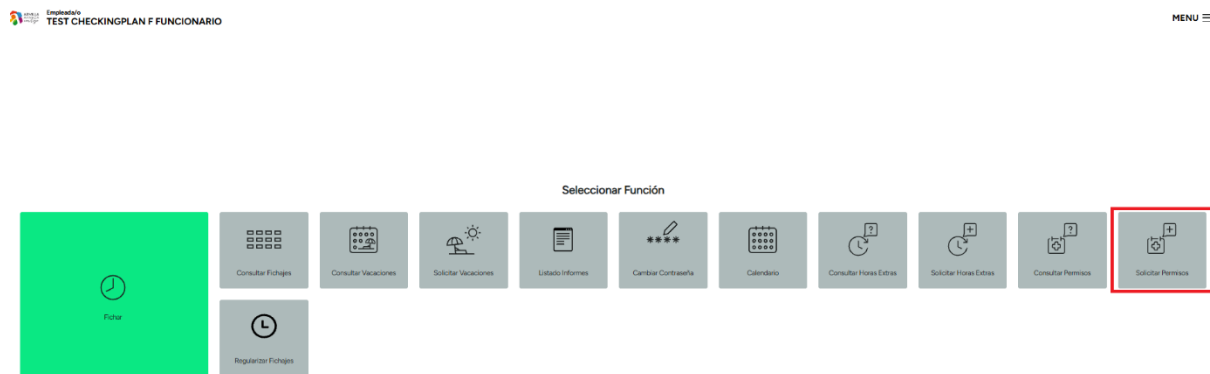 Empleada/o
TEST CHECKINGPLAN F FUNCIONARIO
MENU
Seleccionar Función
Fichar
Consultar Fichajes
Consultar Vacaciones
Solicitar Vacaciones
Listado Informes
Cambiar Contraseña
Calendario
Consultar Horas Extras
Solicitar Horas Extras
Consultar Permisos
Solicitar Permisos
Regularizar Fichajes